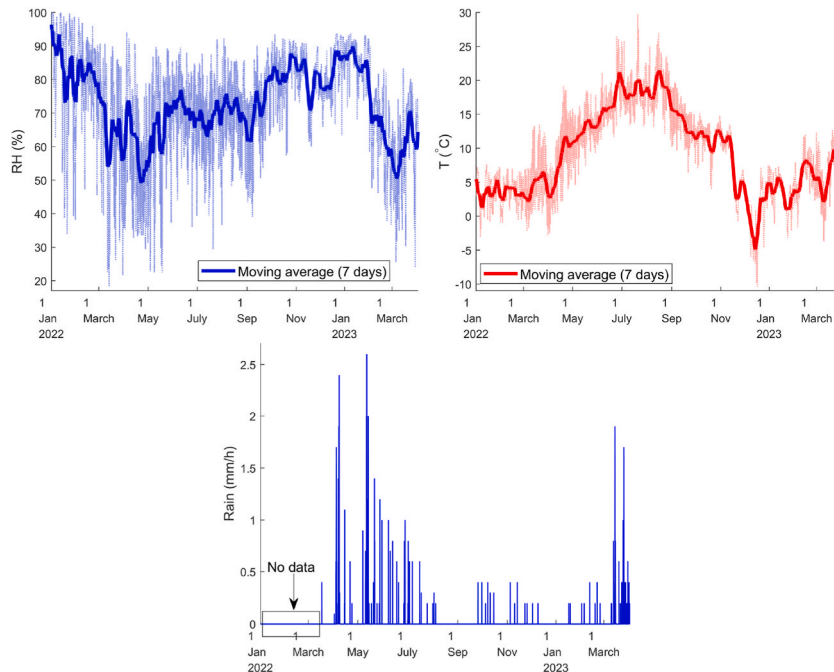 100
90
80
70
60
50
40
30
20
RH (%)
Moving average (7 days)
1 1 1 1 1 1 1 1
Jan March May July Sep Nov Jan March
2022 2023
30
25
20
15
10
5
0
-5
-10
T (°C)
Moving average (7 days)
1 1 1 1 1 1 1 1
Jan March May July Sep Nov Jan March
2022 2023
2.5
2
1.5
1
0.5
0
Rain (mm/h)
No data
1 1 1 1 1 1 1 1
Jan March May July Sep Nov Jan March
2022 2023